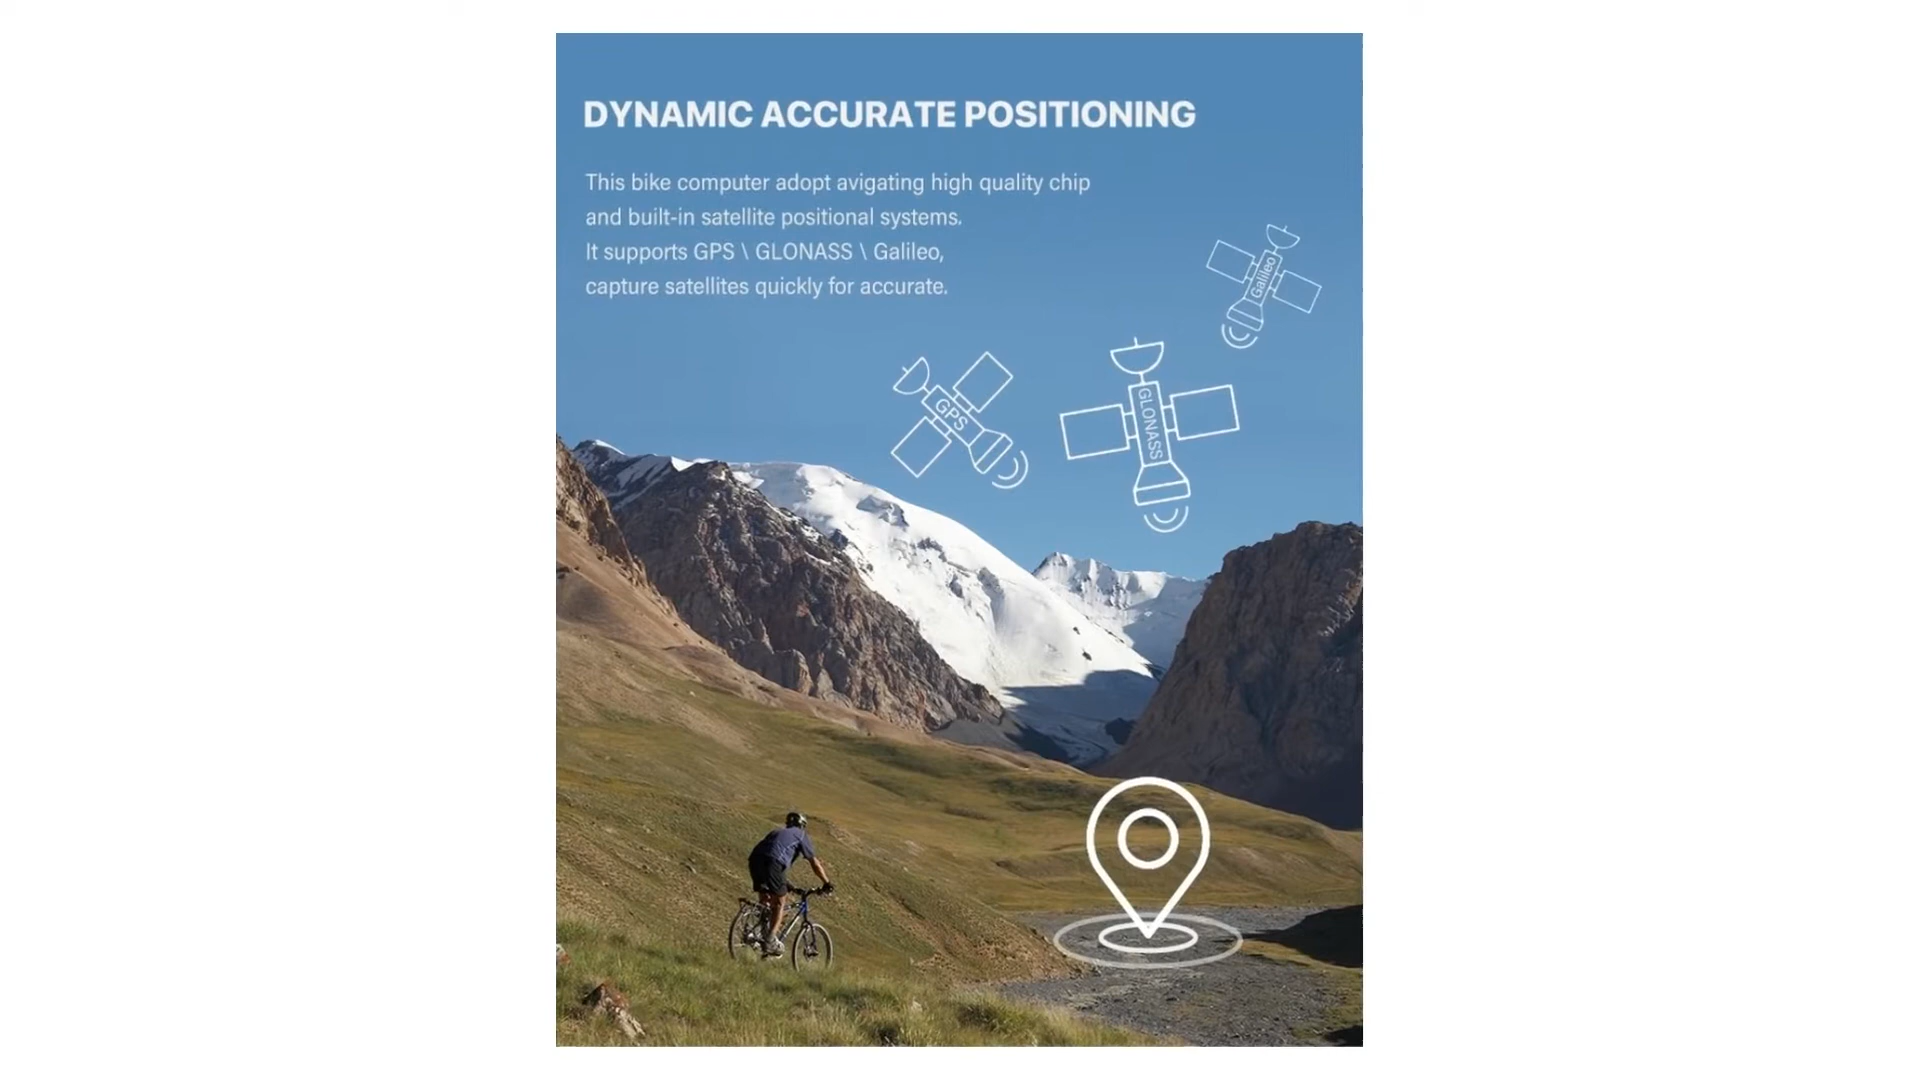 DYNAMIC ACCURATE POSITIONING
This bike computer adopt avigating high quality chip
and built-in satellite positional systems.
It supports GPS \ GLONASS \ Galileo,
capture satellites quickly for accurate.
Galileo
GPS
GLONASS